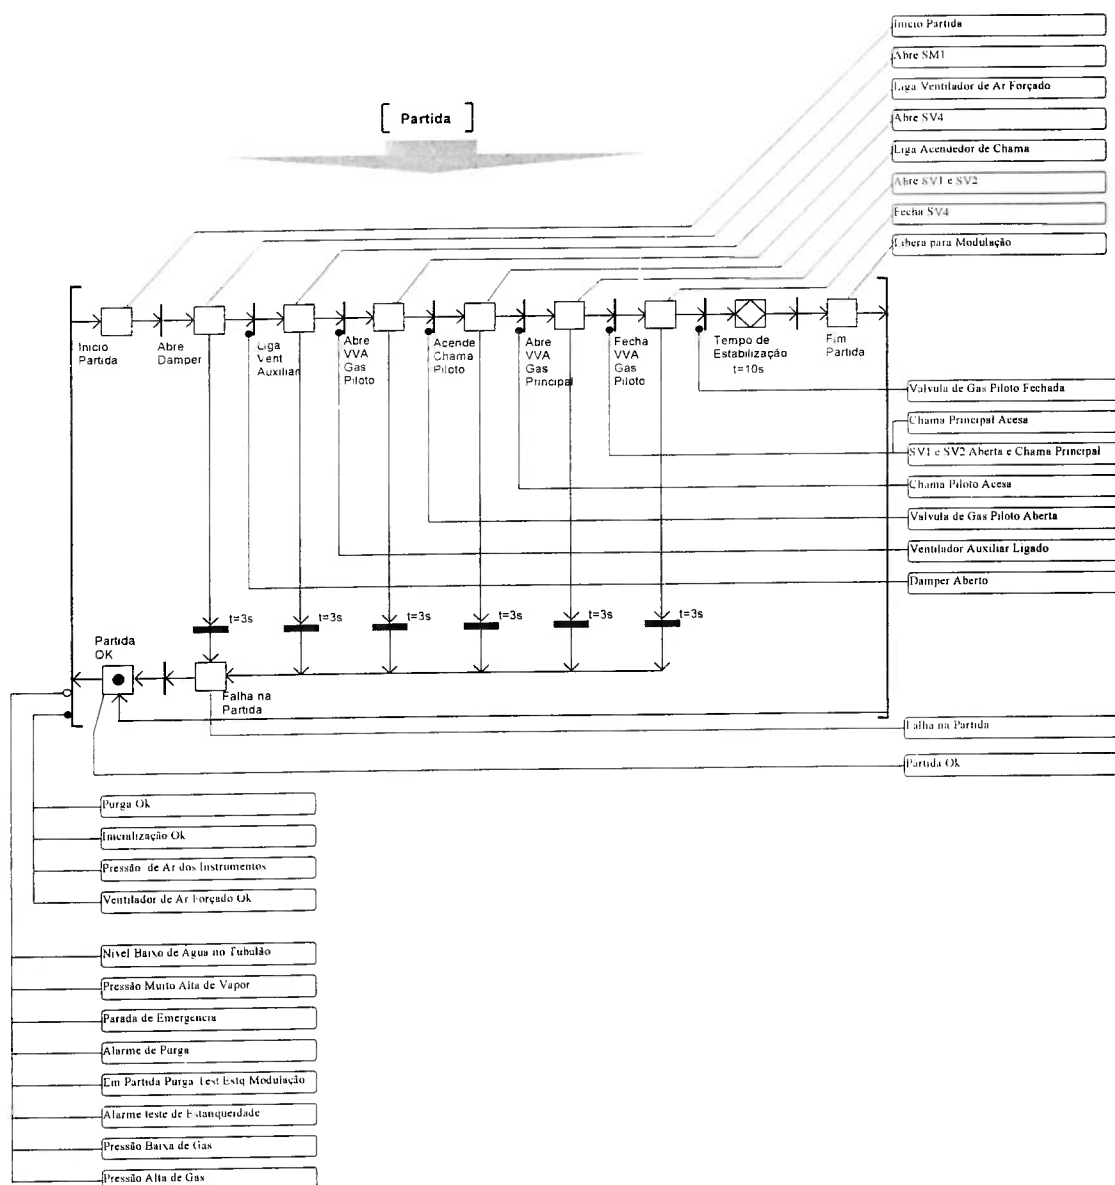 Inicio Partida
Abre SM1
Liga Ventilador de Ar Forçado
Abre SV4
Liga Acendedor de Chama
Abre SV1 e SV2
Fecha SV4
Libera para Modulação
[ Partida ]
Inicio
Partida
Abre
Damper
Liga
Vent
Auxiliar
Abre
VVA
Gas
Piloto
Acende
Chama
Piloto
Abre
VVA
Gas
Principal
Fecha
VVA
Gas
Piloto
Tempo de
Estabilização
t=10s
Fim
Partida
Valvula de Gas Piloto Fechada
Chama Principal Acesa
SV1 e SV2 Aberta e Chama Principal
Chama Piloto Acesa
Valvula de Gas Piloto Aberta
Ventilador Auxiliar Ligado
Damper Aberto
t=3s
t=3s
t=3s
t=3s
t=3s
t=3s
Partida
OK
Falha na
Partida
Falha na Partida
Partida Ok
Purga Ok
Inicialização Ok
Pressão de Ar dos Instrumentos
Ventilador de Ar Forçado Ok
Nivel Baixo de Agua no Tubulão
Pressão Muito Alta de Vapor
Parada de Emergencia
Alarme de Purga
Em Partida Purga Test Estq Modulação
Alarme teste de Estanqueidade
Pressão Baixa de Gas
Pressão Alta de Gas